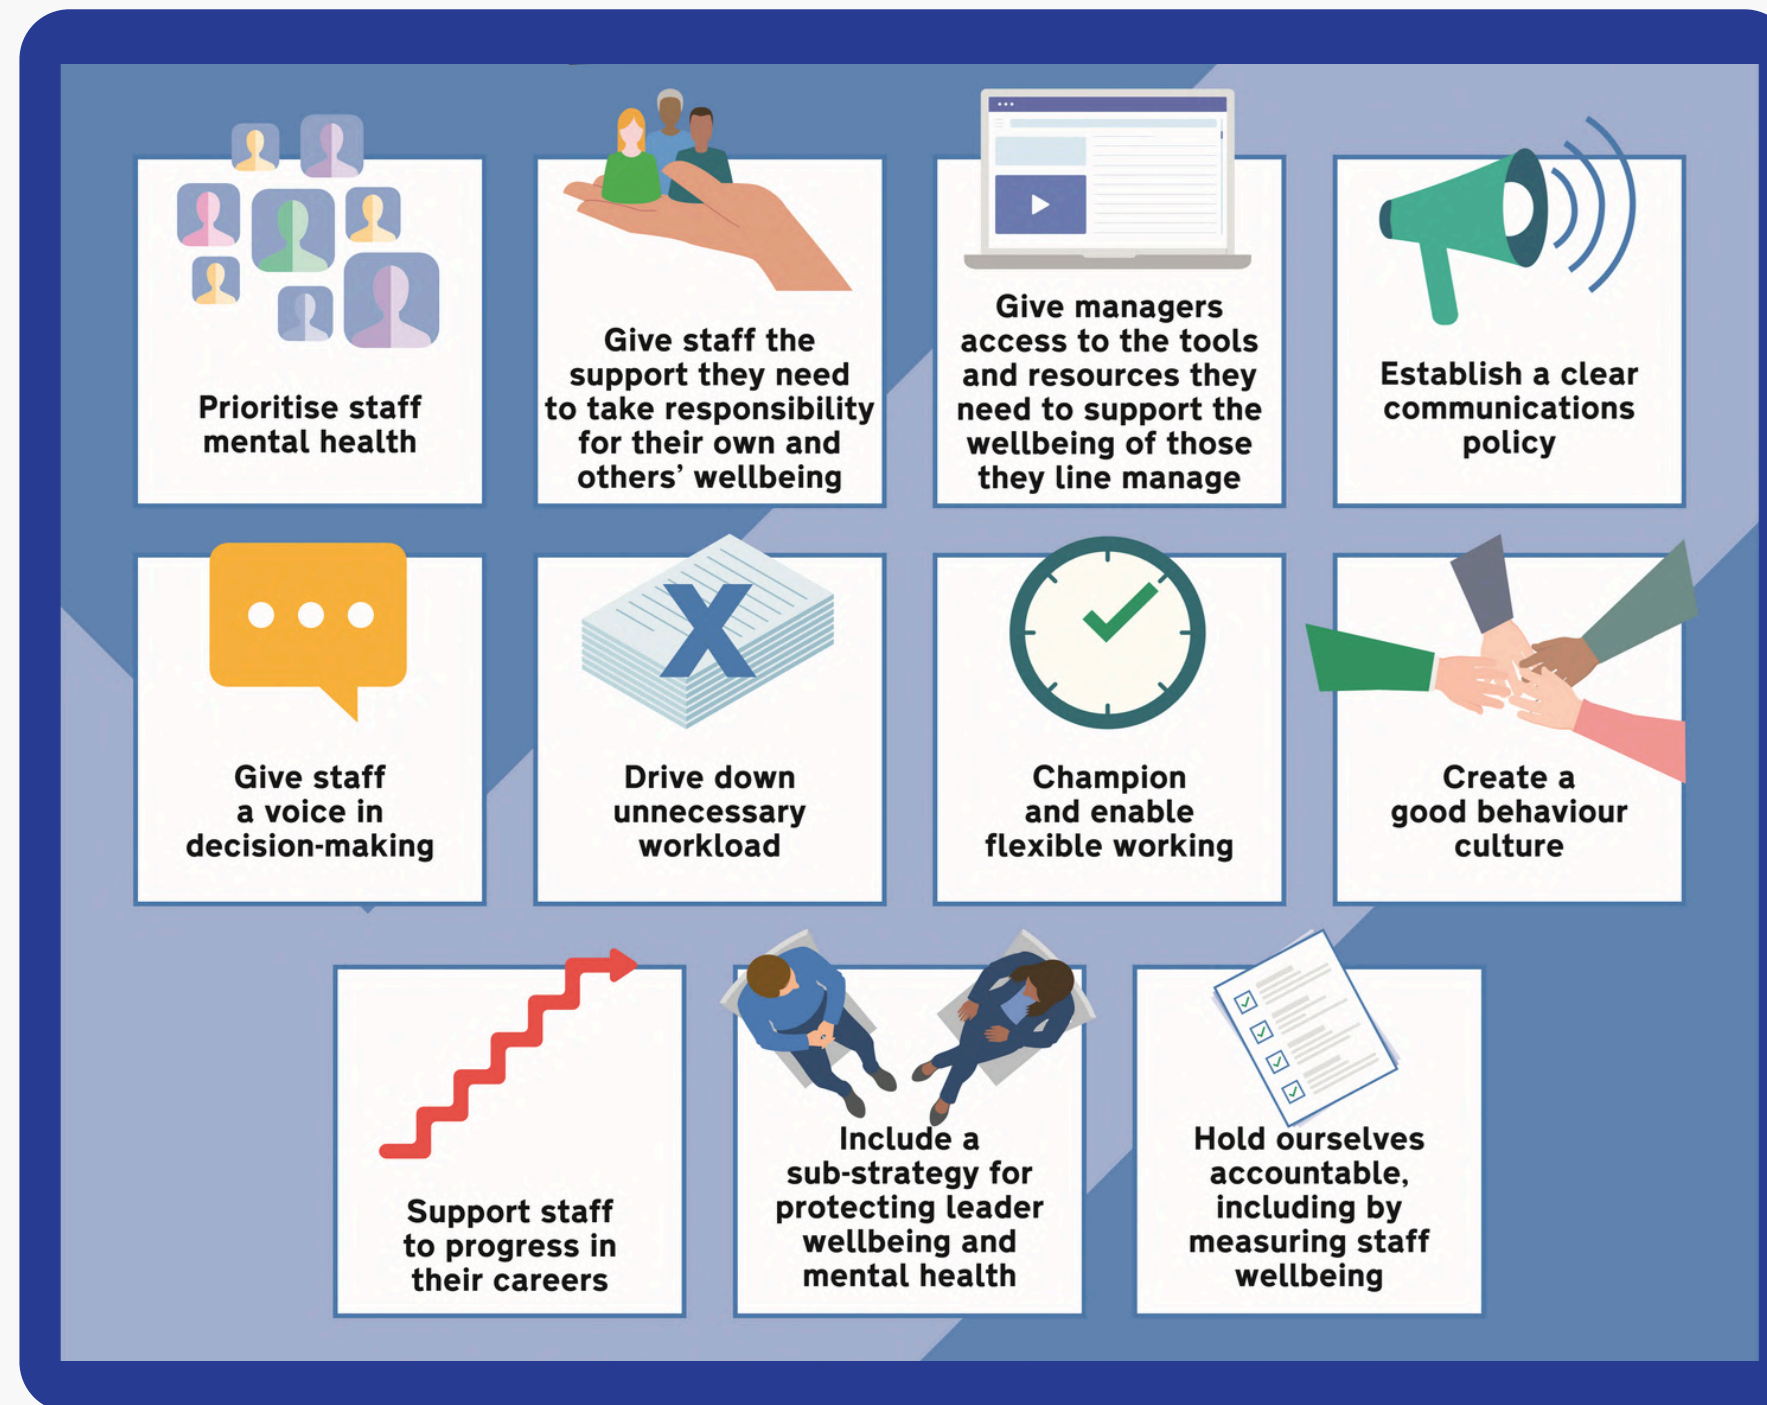 Prioritise staff
mental health
Give staff the
support they need
to take responsibility
for their own and
others’ wellbeing
Give managers
access to the tools
and resources they
need to support the
wellbeing of those
they line manage
Establish a clear
communications
policy
Give staff
a voice in
decision-making
X
Drive down
unnecessary
workload
Champion
and enable
flexible working
Create a
good behaviour
culture
Support staff
to progress in
their careers
Include a
sub-strategy for
protecting leader
wellbeing and
mental health
Hold ourselves
accountable,
including by
measuring staff
wellbeing